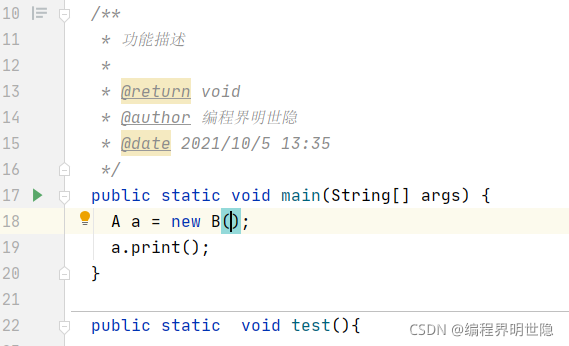 10 /**
11 * 功能描述
12 *
13 * @return void
14 * @author 编程界明世隐
15 * @date 2021/10/5 13:35
16 */
17 public static void main(String[] args) {
18 A a = new B();
19 a.print();
20 }
21
22 public static  void test(){
CSDN @编程界明世隐